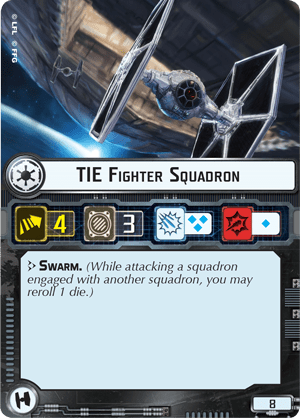 © LFL © FFG
TIE FIGHTER SQUADRON
4 3
SWARM. (While attacking a squadron
engaged with another squadron, you may
reroll 1 die.)
8